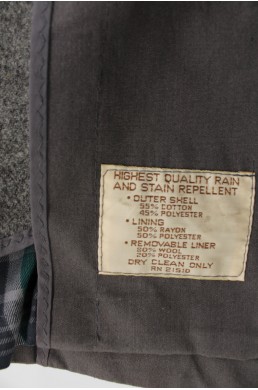 HIGHEST QUALITY RAIN
AND STAIN REPELLENT
• OUTER SHELL
55% COTTON
45% POLYESTER
• LINING
50% RAYON
50% POLYESTER
• REMOVABLE LINER
80% WOOL
20% POLYESTER
DRY CLEAN ONLY
RN 21510